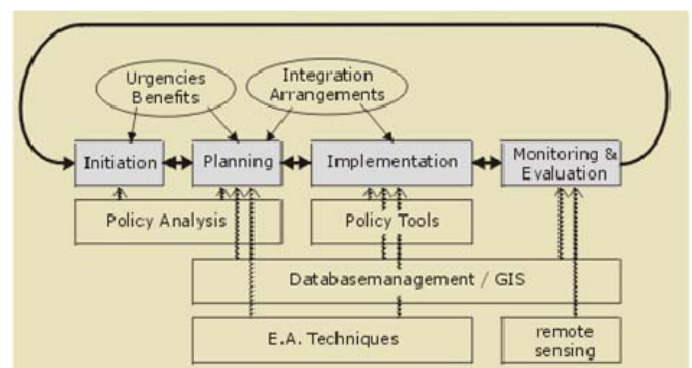 Urgencies
Benefits
Integration
Arrangements
Initiation
Planning
Implementation
Monitoring &
Evaluation
Policy Analysis
Policy Tools
Databasemanagement / GIS
E.A. Techniques
remote
sensing